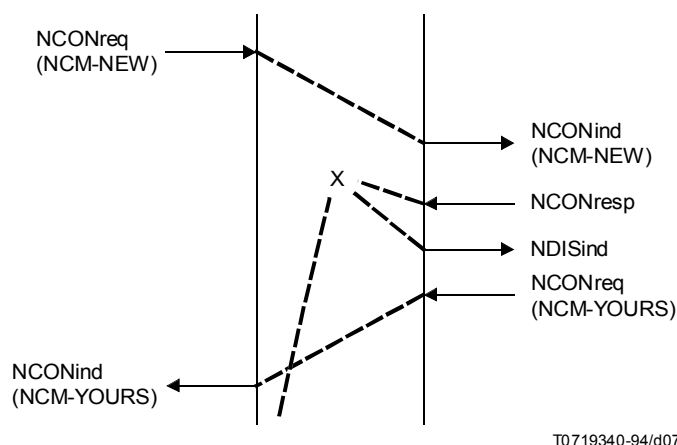 NCONreq
(NCM-NEW)
NCONind
(NCM-NEW)
X
NCONresp
NDISind
NCONreq
(NCM-YOURS)
NCONind
(NCM-YOURS)
T0719340-94/d07